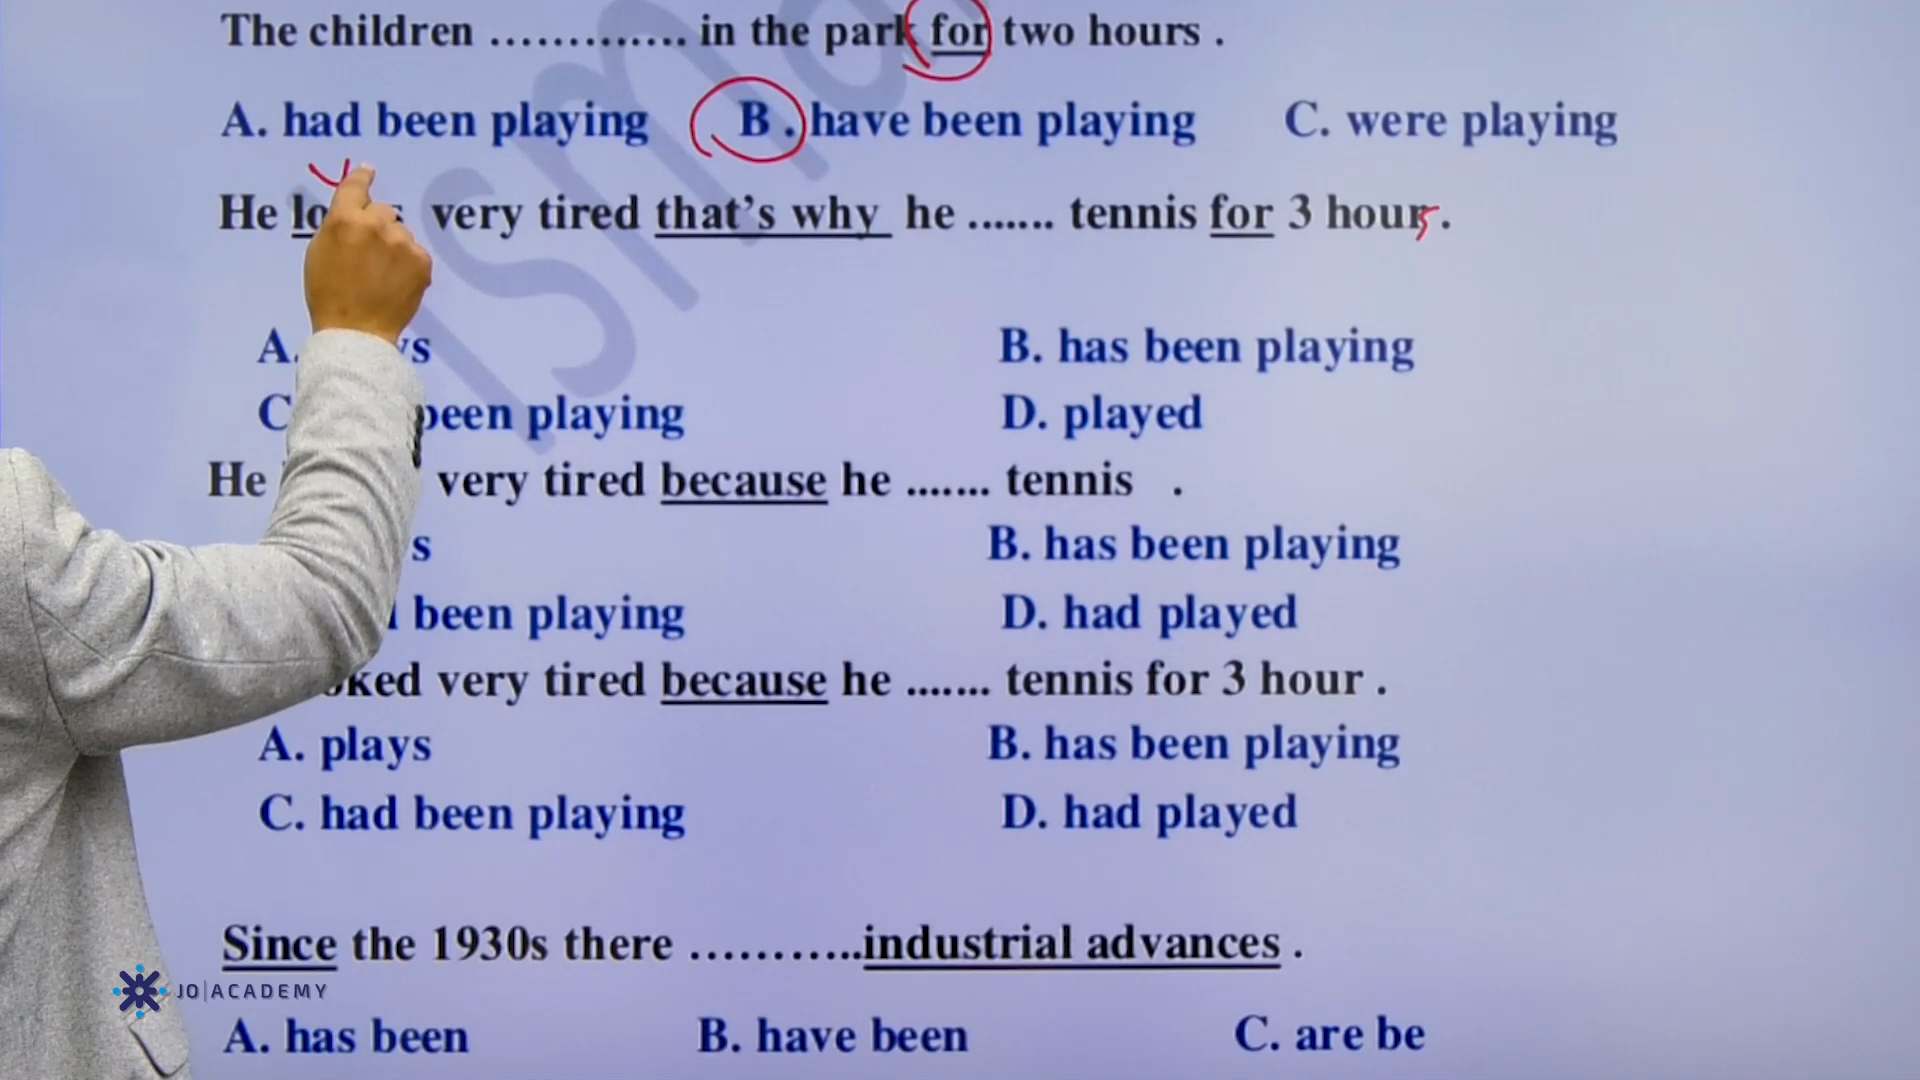 The children ............. in the park for two hours .
A. had been playing B . have been playing C. were playing
He very tired that's why he ....... tennis for 3 hours .
A. B. has been playing
C been playing D. played
He very tired because he ....... tennis .
B. has been playing
been playing D. had played
very tired because he ....... tennis for 3 hour .
A. plays B. has been playing
C. had been playing D. had played
Since the 1930s there ...........industrial advances .
JO|ACADEMY
A. has been B. have been C. are be